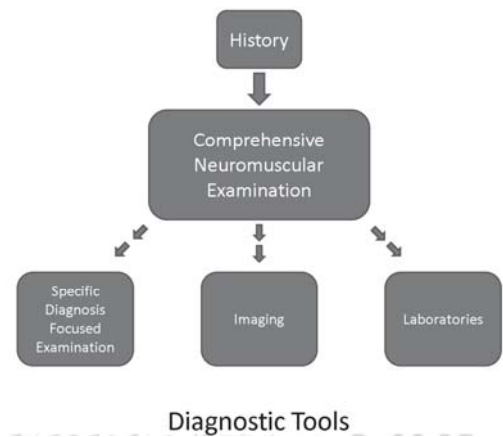 History
Comprehensive
Neuromuscular
Examination
Specific
Diagnosis
Focused
Examination
Imaging
Laboratories
Diagnostic Tools